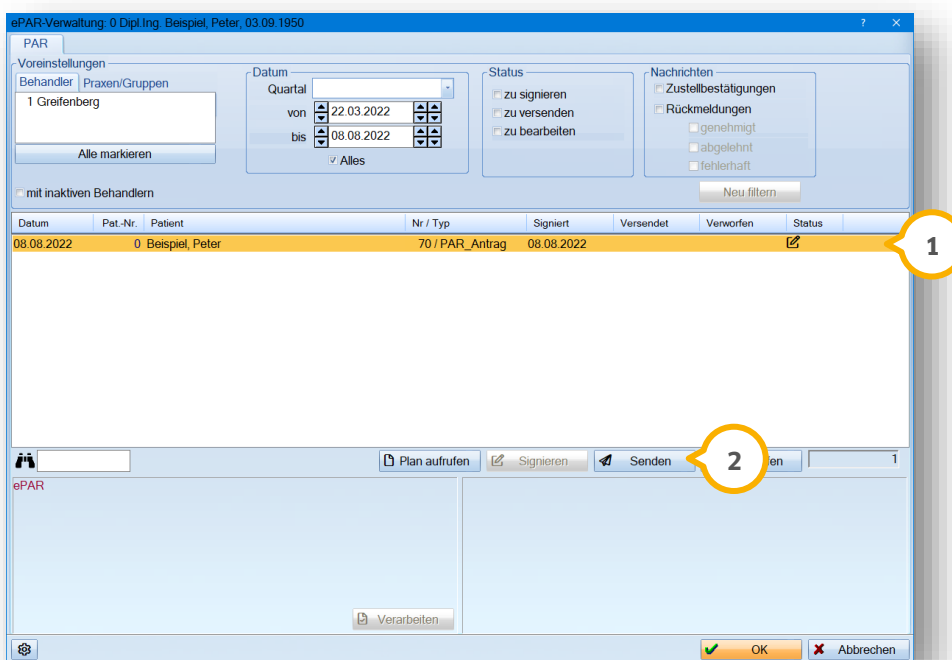 ePAR-Verwaltung: 0 Dipl.Ing. Beispiel, Peter, 03.09.1950
PAR
Voreinstellungen
Behandler Praxen/Gruppen
1 Greifenberg
Alle markieren
mit inaktiven Behandlern
Datum
Quartal
von 22.03.2022
bis 08.08.2022
Alles
Status
zu signieren
zu versenden
zu bearbeiten
Nachrichten
Zustellbestätigungen
Rückmeldungen
genehmigt
abgelehnt
fehlerhaft
Neu filtern
Datum Pat.-Nr. Patient Nr / Typ Signiert Versendet Verworfen Status
08.08.2022 0 Beispiel, Peter 70 / PAR_Antrag 08.08.2022
1
Plan aufrufen Signieren Senden 2 1
ePAR
Verarbeiten
OK Abbrechen